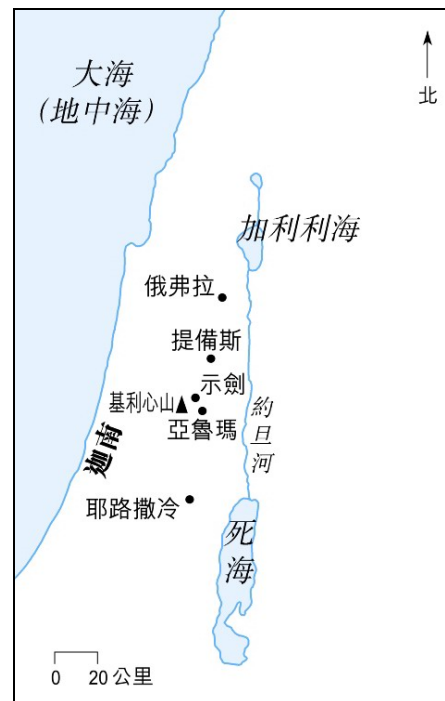 大海
(地中海)
北
加利利海
俄弗拉
提備斯
示劍
基利心山
亞魯瑪
約旦河
迦南
耶路撒冷
死海
0 20 公里